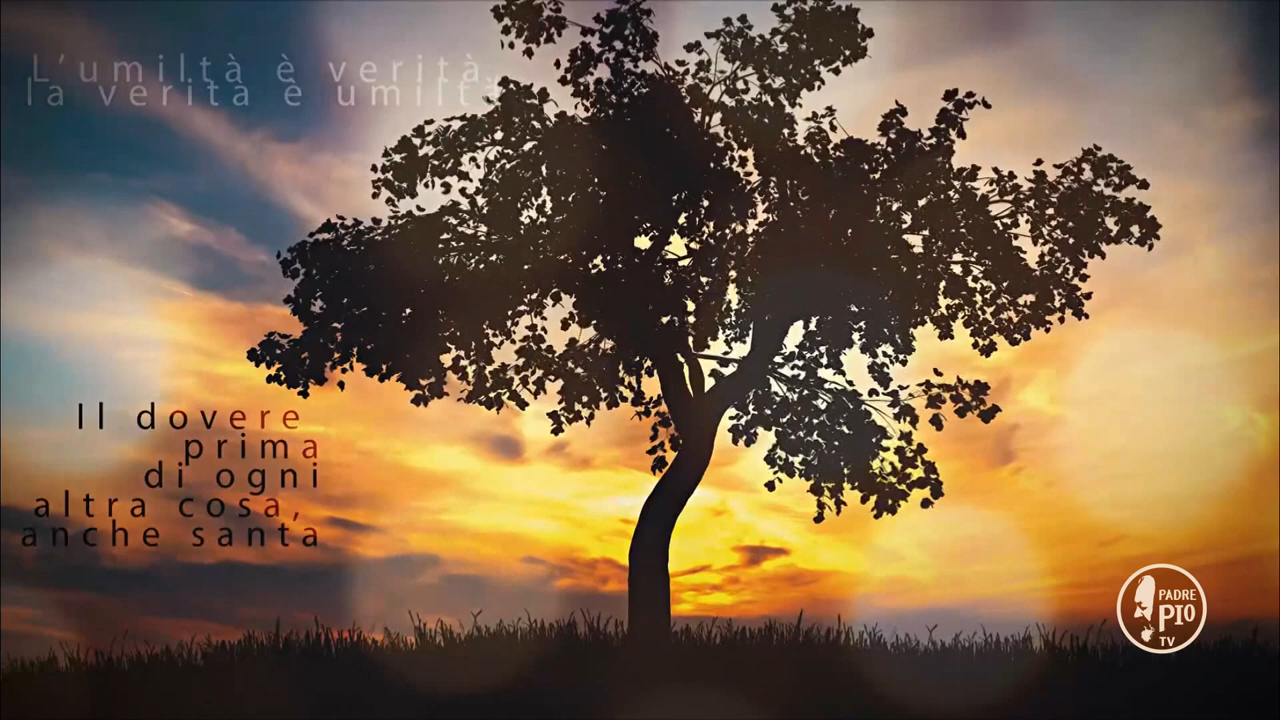 L'umiltà è verità,
la verità è umiltà
Il dovere
prima
di ogni
altra cosa,
anche santa
PADRE
PIO
TV